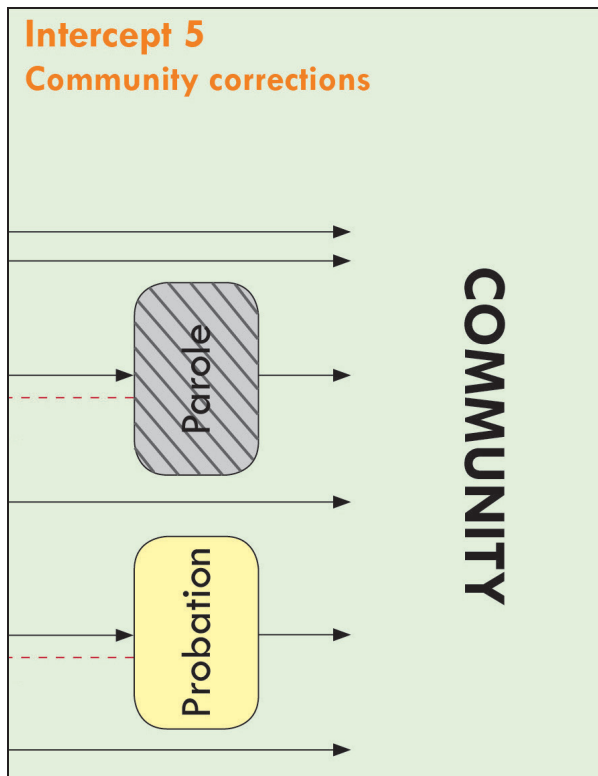 Intercept 5
Community corrections
Parole
Probation
COMMUNITY